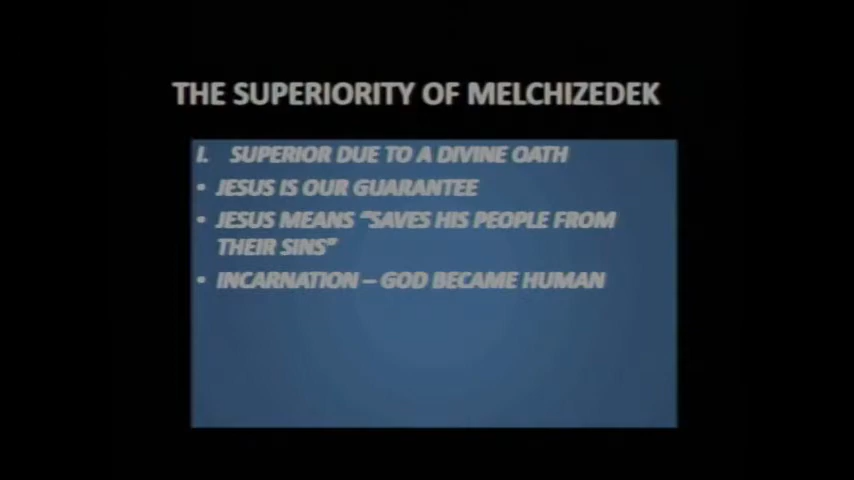 THE SUPERIORITY OF MELCHIZEDEK
I. SUPERIOR DUE TO A DIVINE OATH
• JESUS IS OUR GUARANTEE
• JESUS MEANS “SAVES HIS PEOPLE FROM
THEIR SINS”
• INCARNATION – GOD BECAME HUMAN